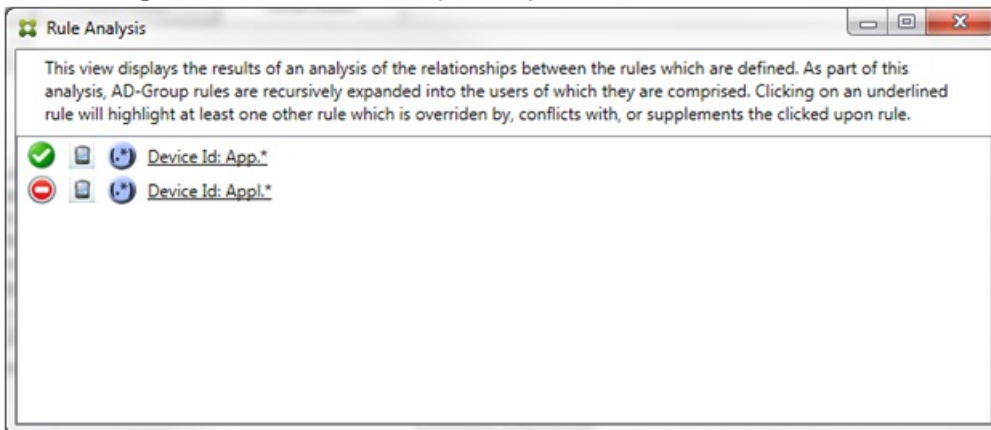 Rule Analysis
This view displays the results of an analysis of the relationships between the rules which are defined. As part of this
analysis, AD-Group rules are recursively expanded into the users of which they are comprised. Clicking on an underlined
rule will highlight at least one other rule which is overriden by, conflicts with, or supplements the clicked upon rule.
(.*) Device Id: App.*
(.*) Device Id: Appl.*